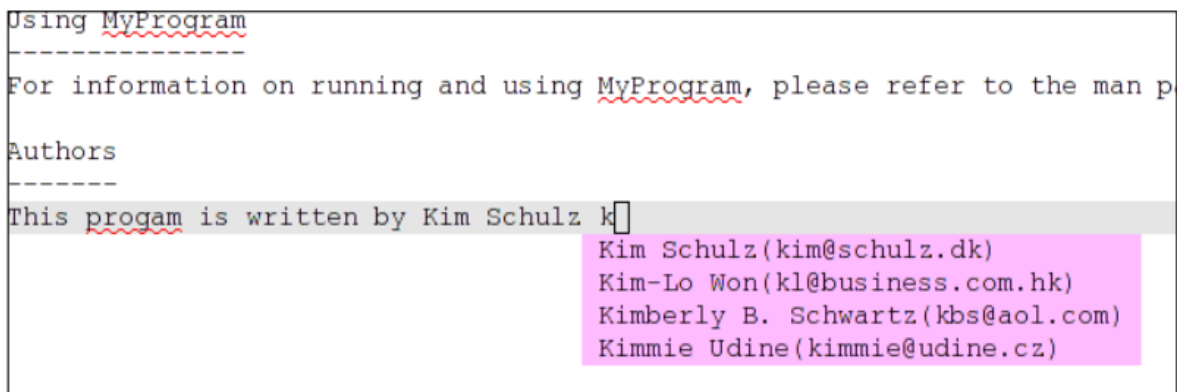 Using MyProgram
---------------
For information on running and using MyProgram, please refer to the man
Authors
-------
This progam is written by Kim Schulz k
Kim Schulz(kim@schulz.dk)
Kim-Lo Won(kl@business.com.hk)
Kimberly B. Schwartz(kbs@aol.com)
Kimmie Udine(kimmie@udine.cz)